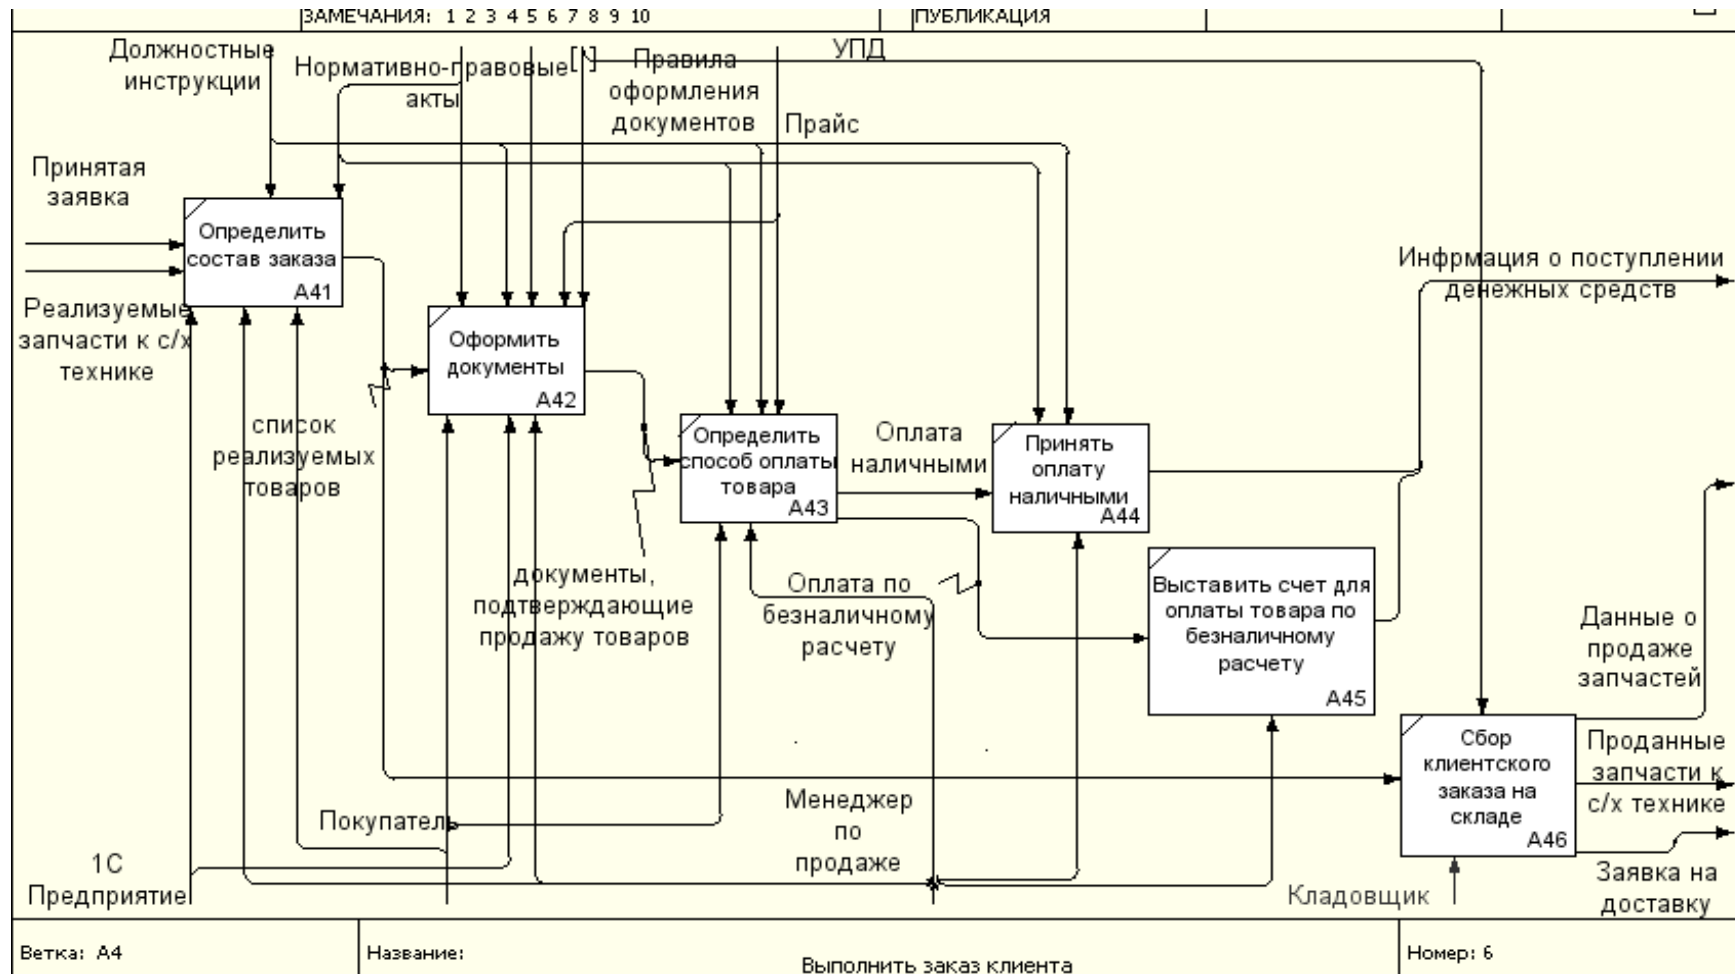 ЗАМЕЧАНИЯ: 1 2 3 4 5 6 7 8 9 10
ПУБЛИКАЦИЯ
Должностные
инструкции
Нормативно-правовые
акты
Правила
оформления
документов
УПД
Прайс
Принятая
заявка
Определить
состав заказа
A41
Реализуемые
запчасти к с/х
технике
Инфрмация о поступлении
денежных средств
Оформить
документы
A42
список
реализуемых
товаров
Определить
способ оплаты
товара
A43
Оплата
наличными
Принять
оплату
наличными
A44
документы,
подтверждающие
продажу товаров
Оплата по
безналичному
расчету
Выставить счет для
оплаты товара по
безналичному
расчету
A45
Данные о
продаже
запчастей
Сбор
клиентского
заказа на
складе
A46
Проданные
запчасти к
с/х технике
Покупатель
Менеджер
по
продаже
1С
Предприятие
Кладовщик
Заявка на
доставку
Ветка: A4
Название:
Выполнить заказ клиента
Номер: 6